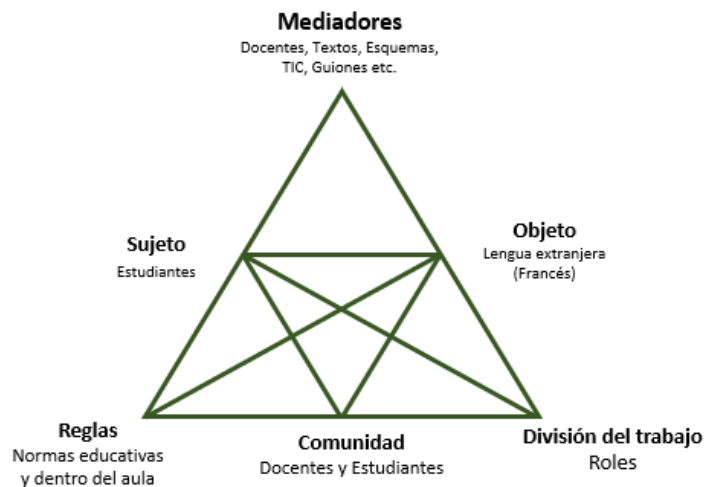 Mediadores
Docentes, Textos, Esquemas,
TIC, Guiones etc.
Sujeto
Estudiantes
Objeto
Lengua extranjera
(Francés)
Reglas
Normas educativas
y dentro del aula
Comunidad
Docentes y Estudiantes
División del trabajo
Roles